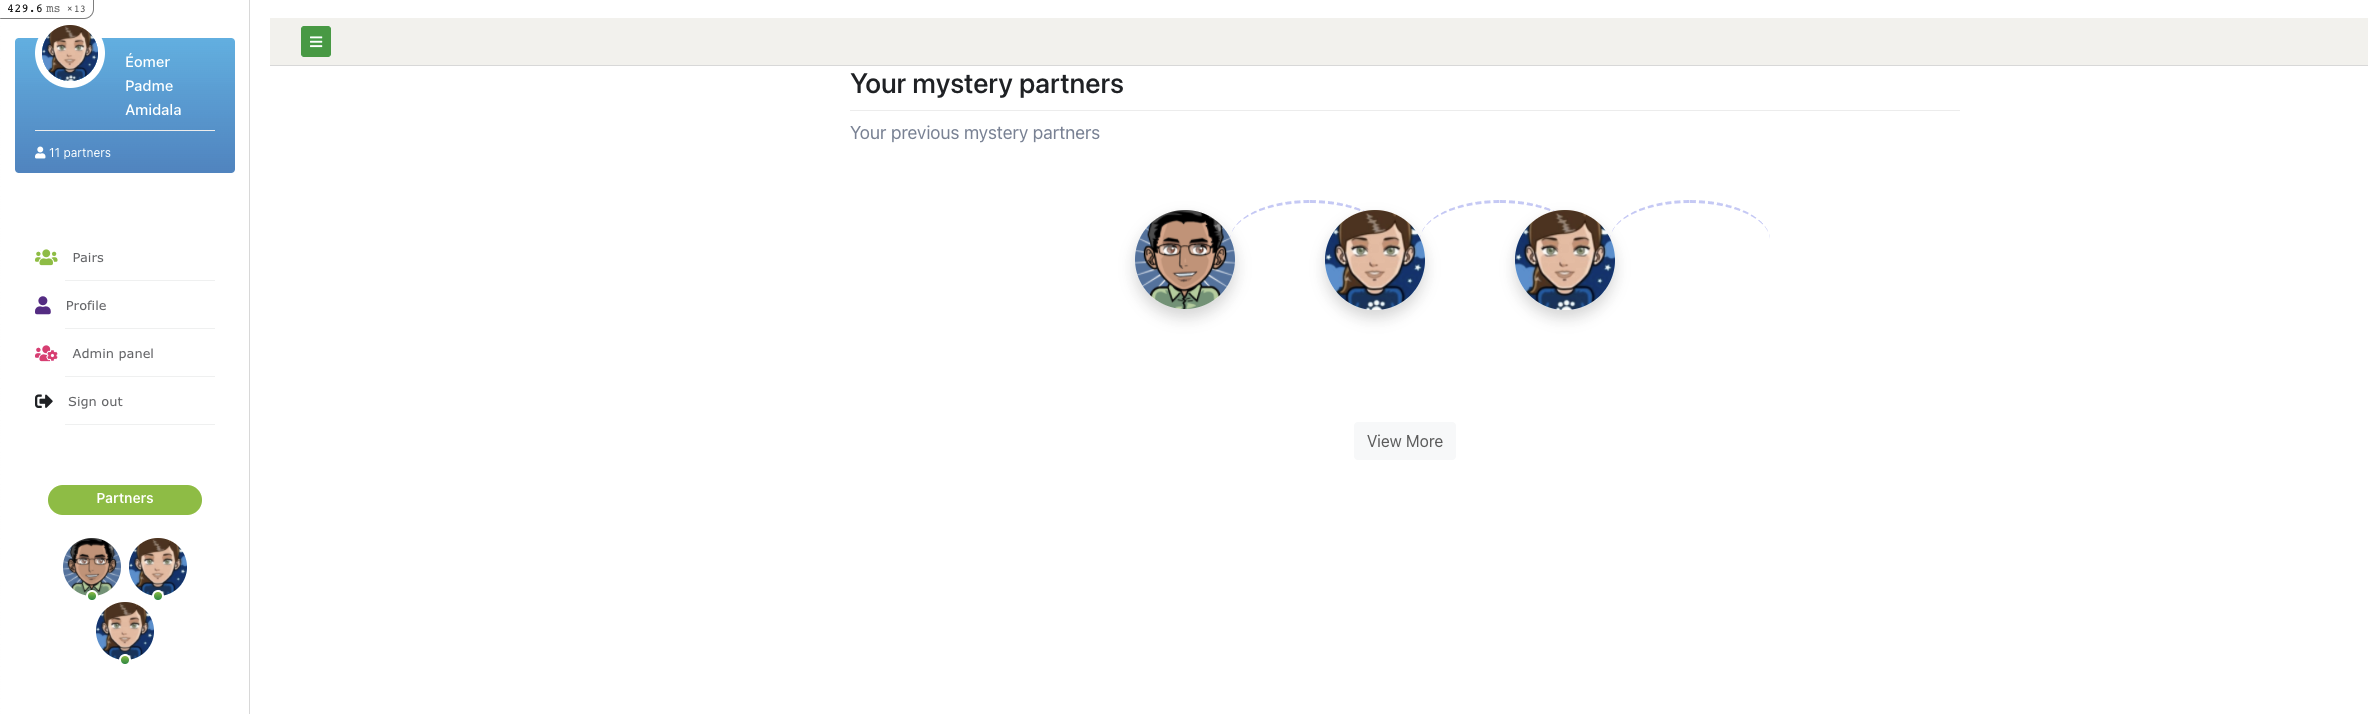 429.6 ms ×13
Éomer
Padme
Amidala
11 partners
Pairs
Profile
Admin panel
Sign out
Partners
Your mystery partners
Your previous mystery partners
View More